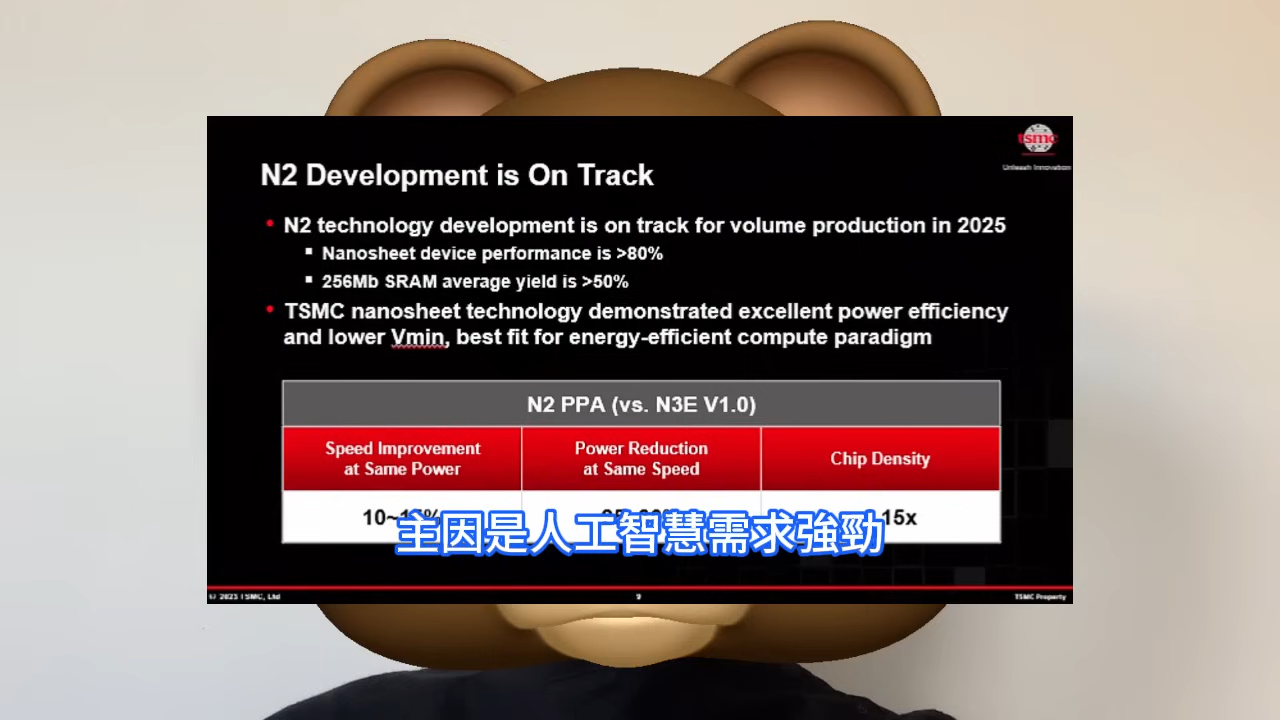 tsmc
Unleash Innovation
N2 Development is On Track
• N2 technology development is on track for volume production in 2025
▪ Nanosheet device performance is >80%
▪ 256Mb SRAM average yield is >50%
• TSMC nanosheet technology demonstrated excellent power efficiency
and lower Vmin, best fit for energy-efficient compute paradigm
N2 PPA (vs. N3E V1.0)
Speed Improvement
at Same Power
Power Reduction
at Same Speed
Chip Density
15x
主因是人工智慧需求強勁
© 2023 TSMC, Ltd
9
TSMC Property